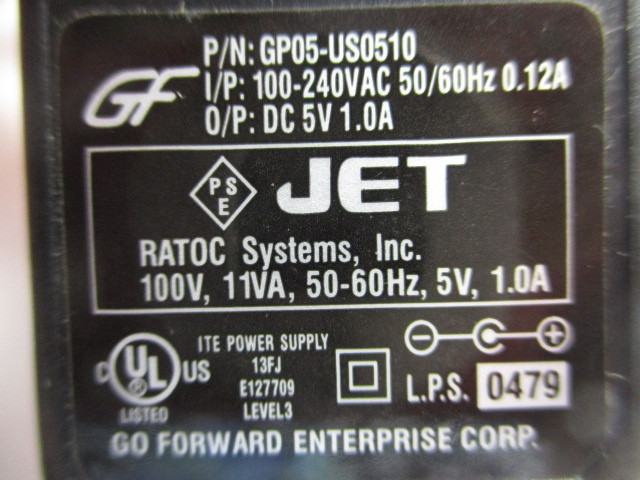 GF
P/N: GP05-US0510
I/P: 100-240VAC 50/60Hz 0.12A
O/P: DC 5V 1.0A
PS
E
JET
RATOC Systems, Inc.
100V, 11VA, 50-60Hz, 5V, 1.0A
C UL ® US
LISTED
ITE POWER SUPPLY
13FJ
E127709
LEVEL3
L.P.S. 0479
GO FORWARD ENTERPRISE CORP.